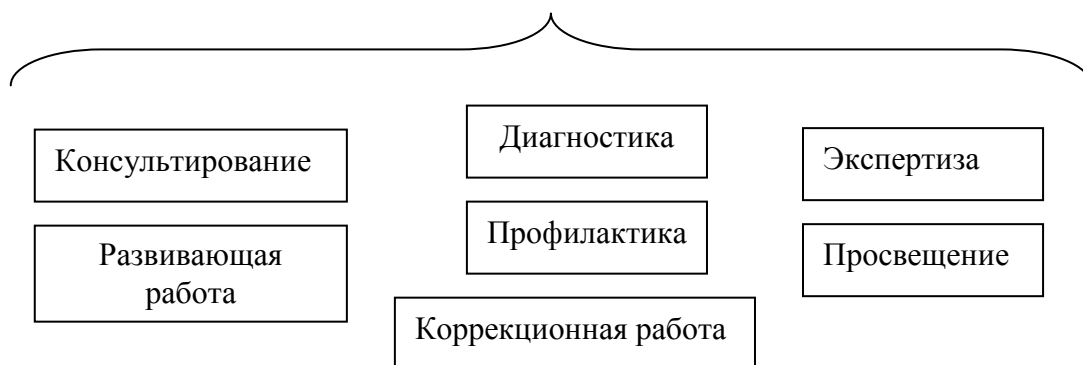 Консультирование
Диагностика
Экспертиза
Развивающая
работа
Профилактика
Просвещение
Коррекционная работа